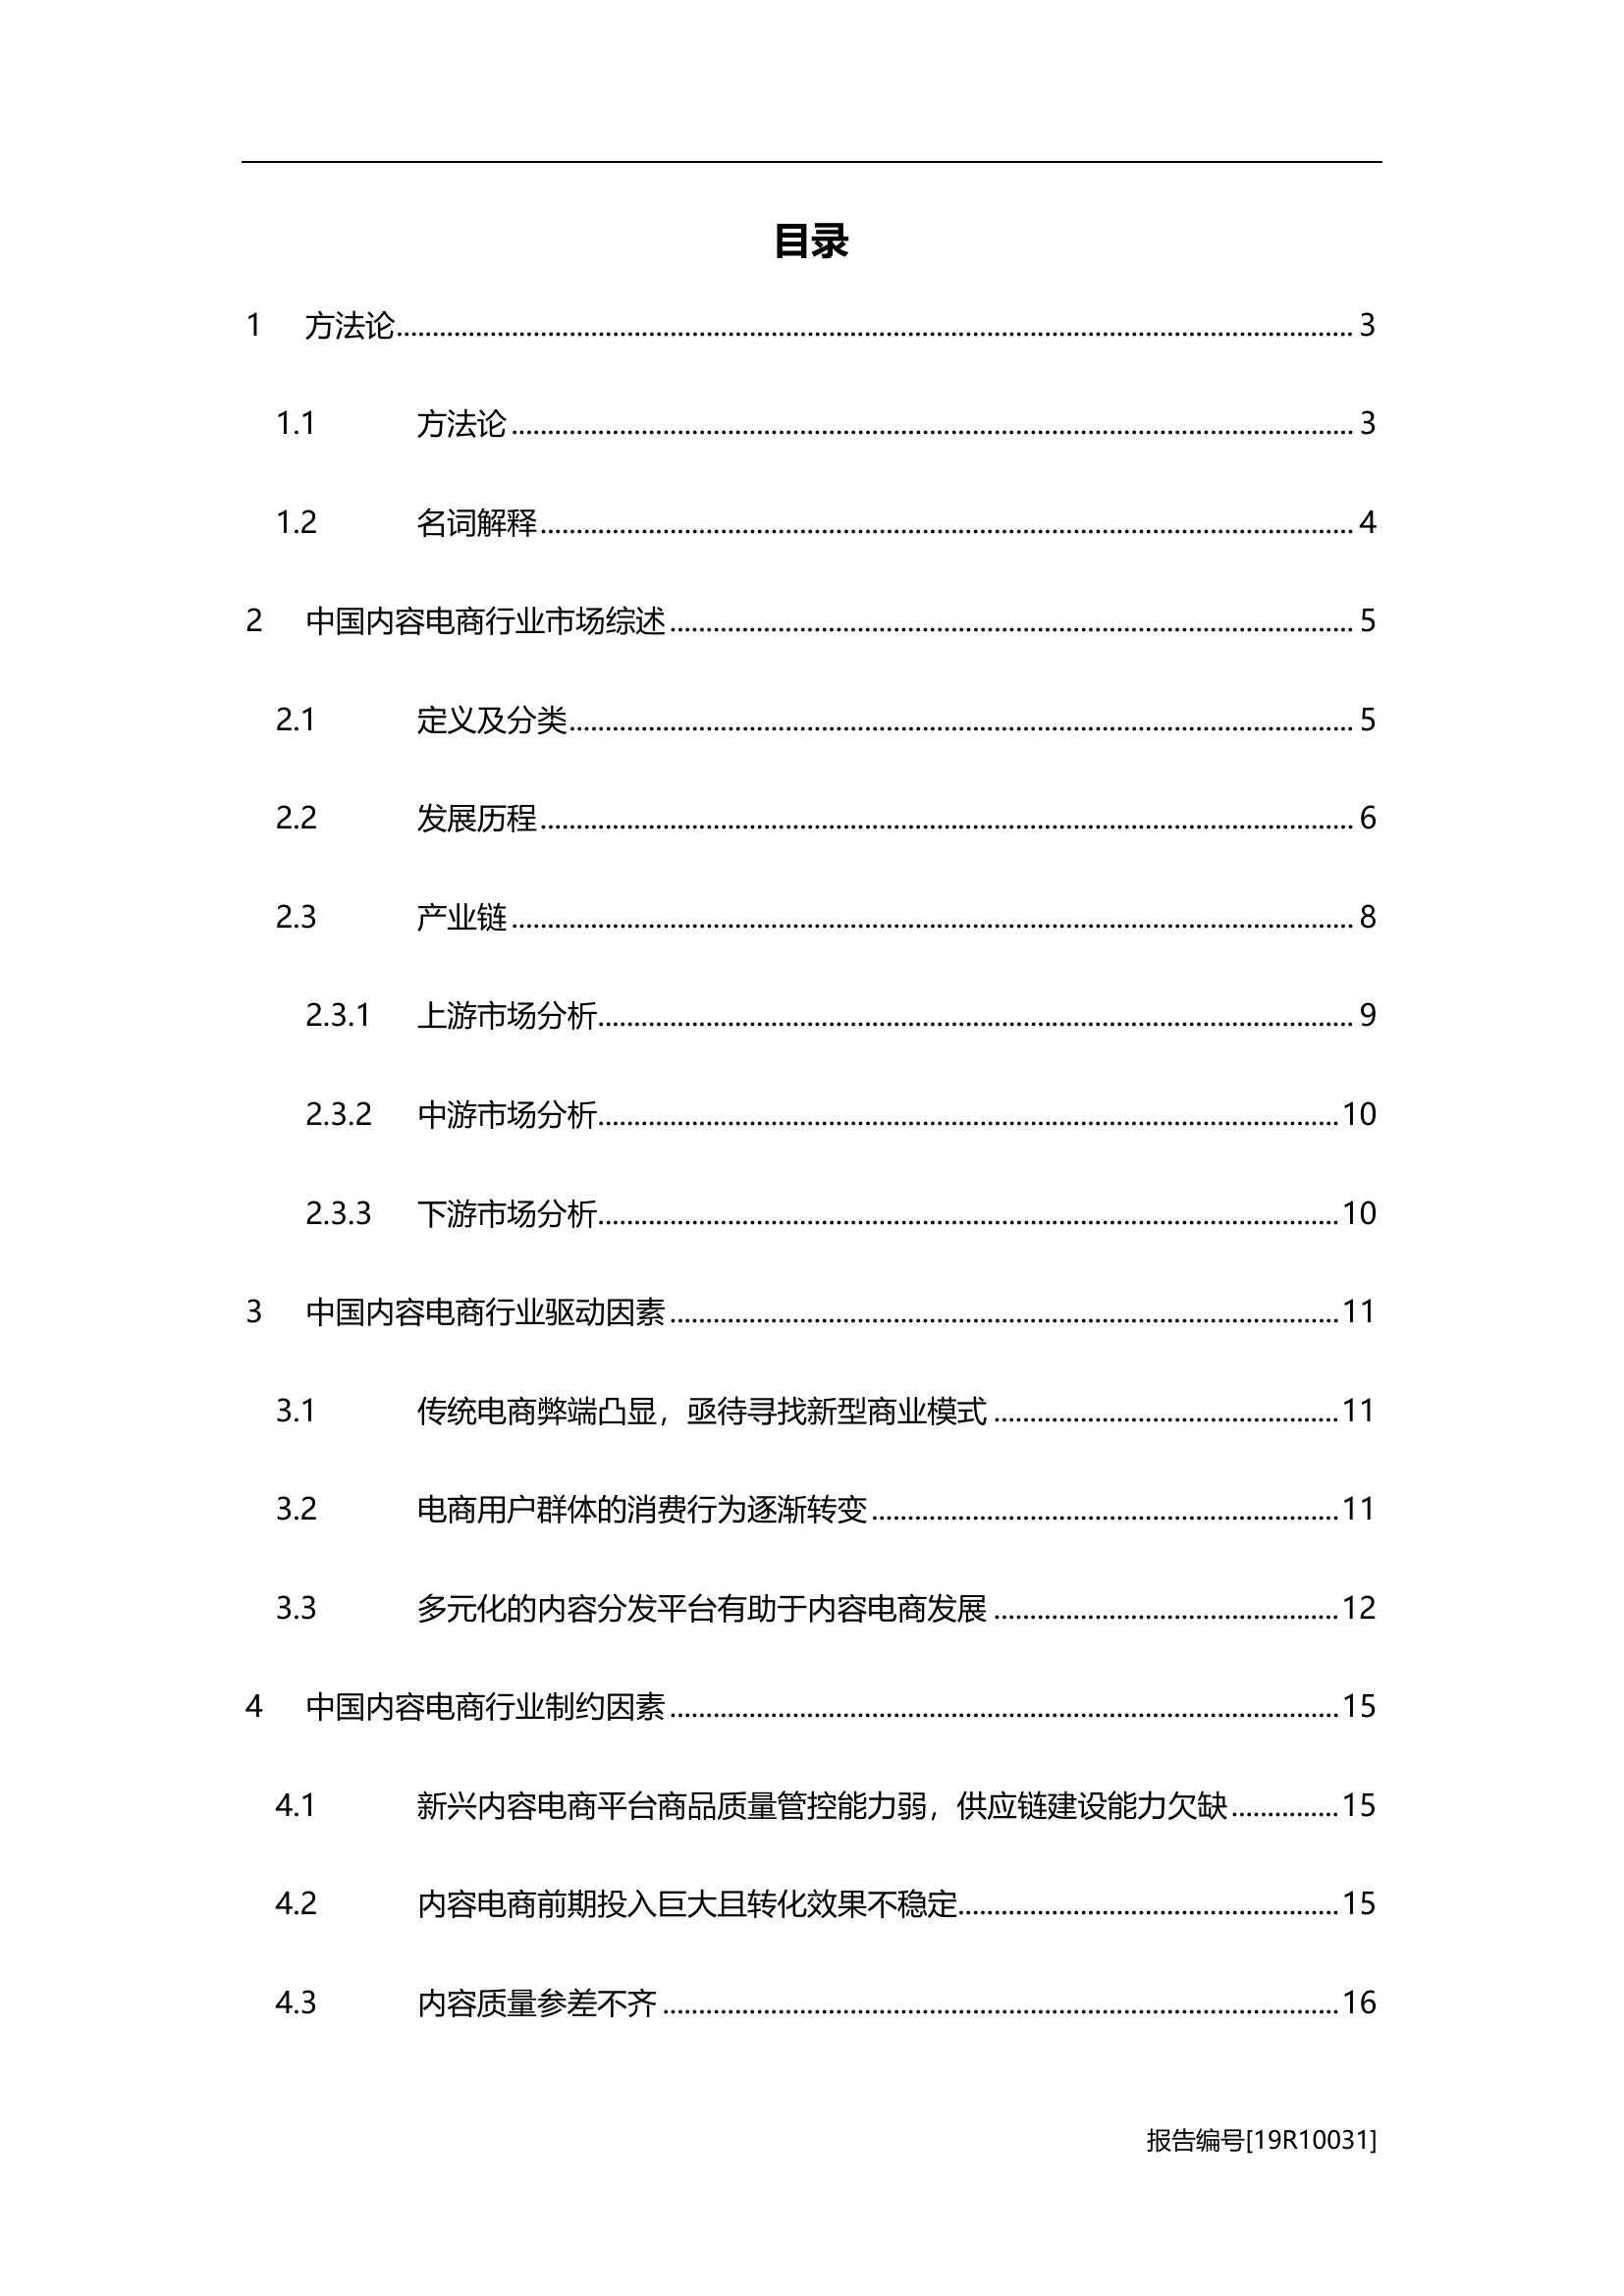 目录
1 方法论 3
1.1 方法论 3
1.2 名词解释 4
2 中国内容电商行业市场综述 5
2.1 定义及分类 5
2.2 发展历程 6
2.3 产业链 8
2.3.1 上游市场分析 9
2.3.2 中游市场分析 10
2.3.3 下游市场分析 10
3 中国内容电商行业驱动因素 11
3.1 传统电商弊端凸显，亟待寻找新型商业模式 11
3.2 电商用户群体的消费行为逐渐转变 11
3.3 多元化的内容分发平台有助于内容电商发展 12
4 中国内容电商行业制约因素 15
4.1 新兴内容电商平台商品质量管控能力弱，供应链建设能力欠缺 15
4.2 内容电商前期投入巨大且转化效果不稳定 15
4.3 内容质量参差不齐 16
报告编号[19R10031]